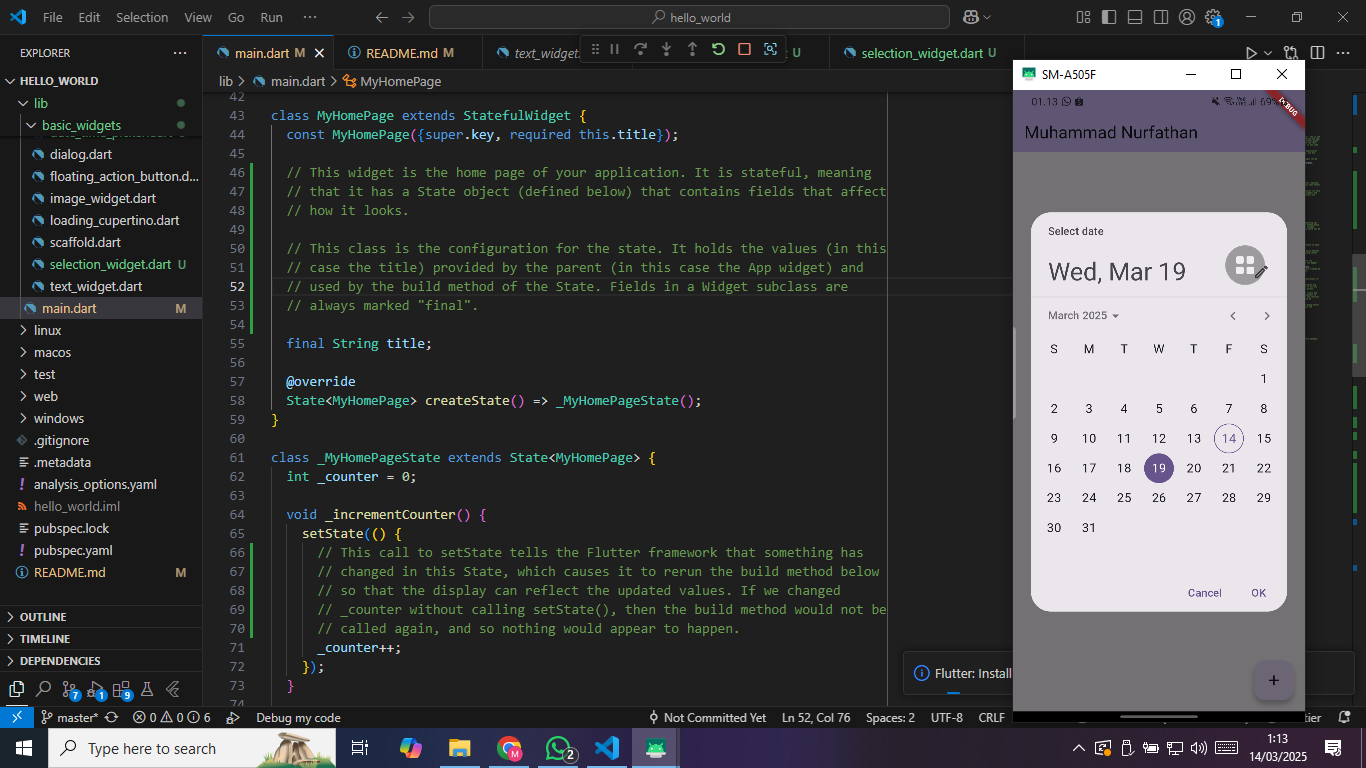 File Edit Selection View Go Run ··· hello_world
EXPLORER ···
HELLO_WORLD
lib
basic_widgets
dialog.dart
floating_action_button.d...
image_widget.dart
loading_cupertino.dart
scaffold.dart
selection_widget.dart U
text_widget.dart
main.dart M
linux
macos
test
web
windows
.gitignore
.metadata
analysis_options.yaml
hello_world.iml
pubspec.lock
pubspec.yaml
README.md M
OUTLINE
TIMELINE
DEPENDENCIES
7 1 9
main.dart M README.md M text_widget. U selection_widget.dart U
lib > main.dart > MyHomePage
42
43 class MyHomePage extends StatefulWidget {
44 const MyHomePage({super.key, required this.title});
45
46 // This widget is the home page of your application. It is stateful, meaning
47 // that it has a State object (defined below) that contains fields that affect
48 // how it looks.
49
50 // This class is the configuration for the state. It holds the values (in this
51 // case the title) provided by the parent (in this case the App widget) and
52 // used by the build method of the State. Fields in a Widget subclass are
53 // always marked "final".
54
55 final String title;
56
57 @override
58 State<MyHomePage> createState() => _MyHomePageState();
59 }
60
61 class _MyHomePageState extends State<MyHomePage> {
62 int _counter = 0;
63
64 void _incrementCounter() {
65 setState(() {
66 // This call to setState tells the Flutter framework that something has
67 // changed in this State, which causes it to rerun the build method below
68 // so that the display can reflect the updated values. If we changed
69 // _counter without calling setState(), then the build method would not be
70 // called again, and so nothing would appear to happen.
71 _counter++;
72 });
73 }
74
SM-A505F
01.13 69%
DEBUG
Muhammad Nurfathan
Select date
Wed, Mar 19
March 2025
S M T W T F S
1
2 3 4 5 6 7 8
9 10 11 12 13 14 15
16 17 18 19 20 21 22
23 24 25 26 27 28 29
30 31
Cancel OK
+
Flutter: Install
master* 0 0 6 Debug my code Not Committed Yet Ln 52, Col 76 Spaces: 2 UTF-8 CRLF tier
Type here to search
2
1:13
14/03/2025